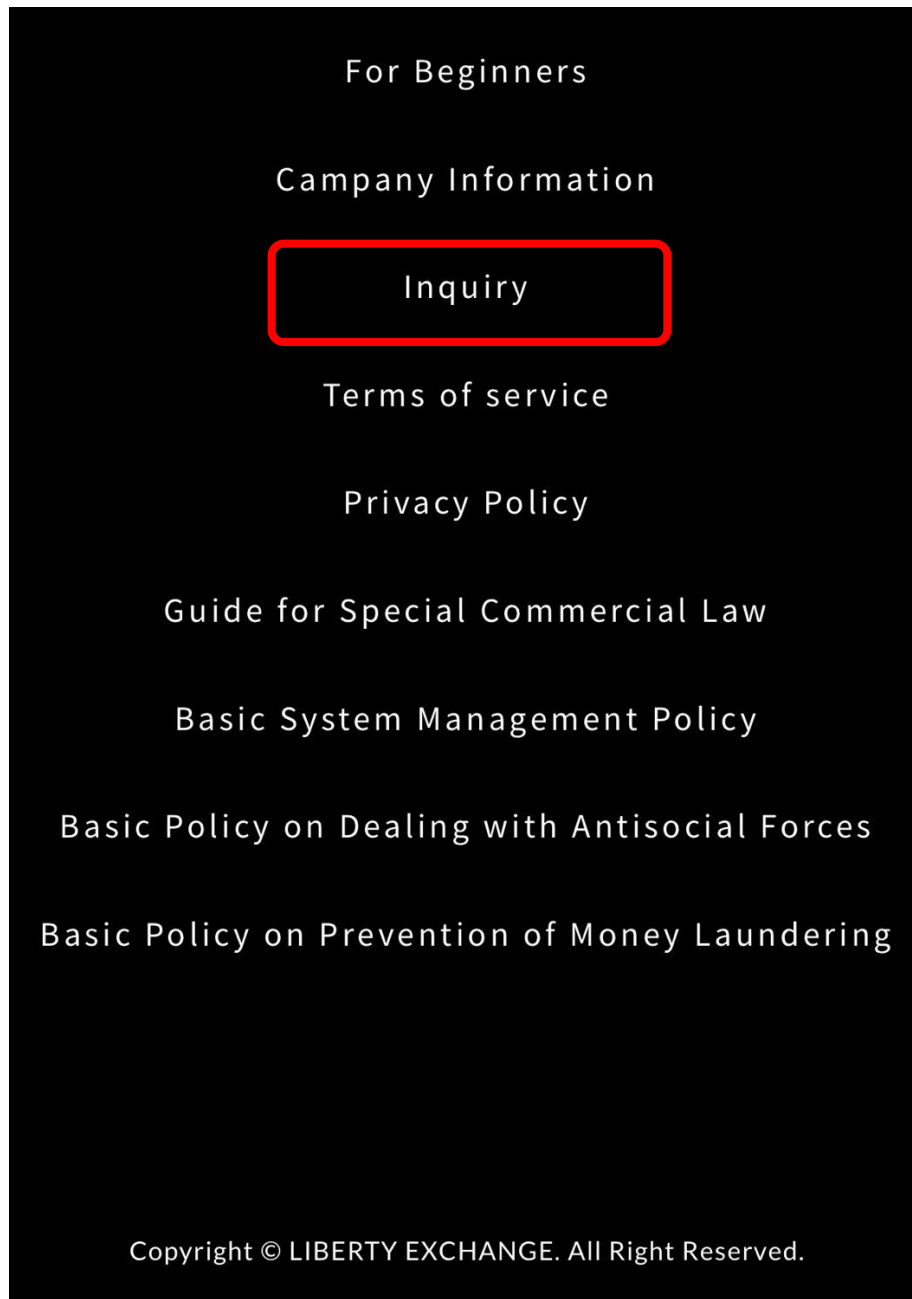 For Beginners
Campany Information
Inquiry
Terms of service
Privacy Policy
Guide for Special Commercial Law
Basic System Management Policy
Basic Policy on Dealing with Antisocial Forces
Basic Policy on Prevention of Money Laundering
Copyright © LIBERTY EXCHANGE. All Right Reserved.